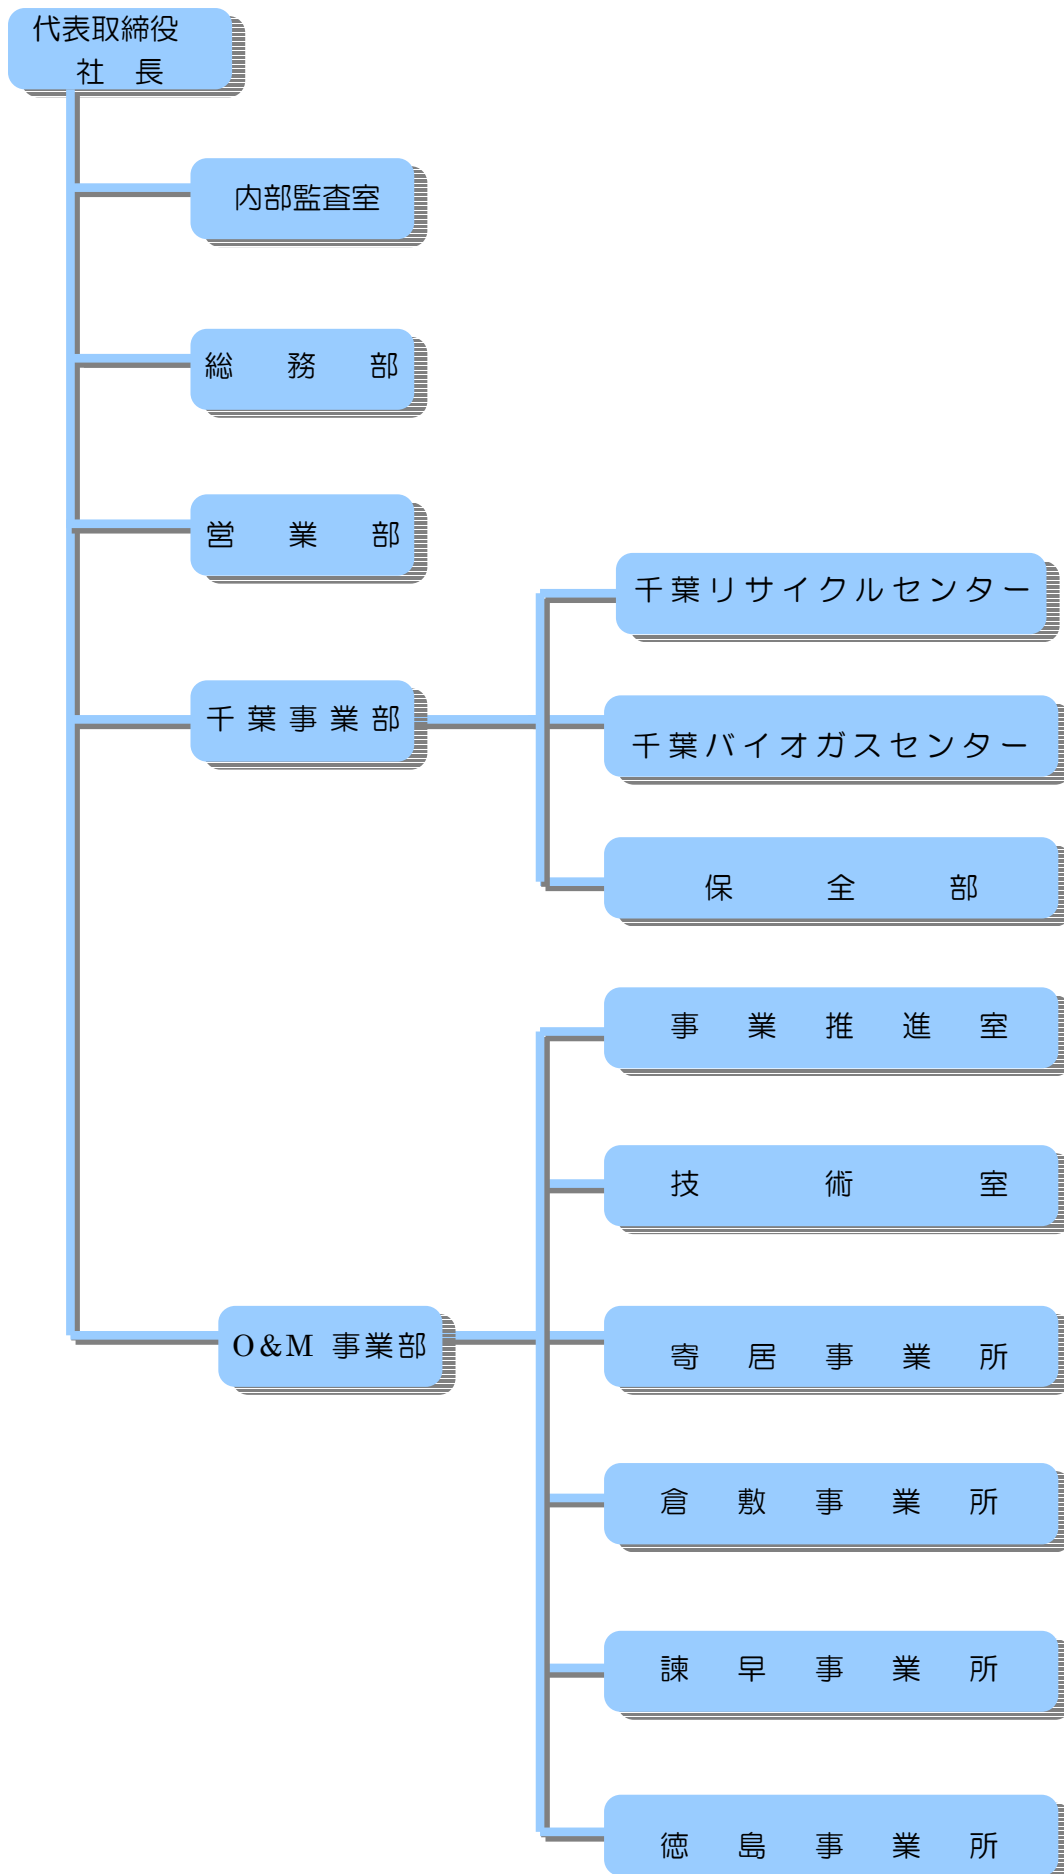 代表取締役
社　長
内部監査室
総　務　部
営　業　部
千葉リサイクルセンター
千 葉 事 業 部
千葉バイオガスセンター
保　全　部
事　業　推　進　室
技　術　室
O&M 事業部
寄　居　事　業　所
倉　敷　事　業　所
諫　早　事　業　所
徳　島　事　業　所